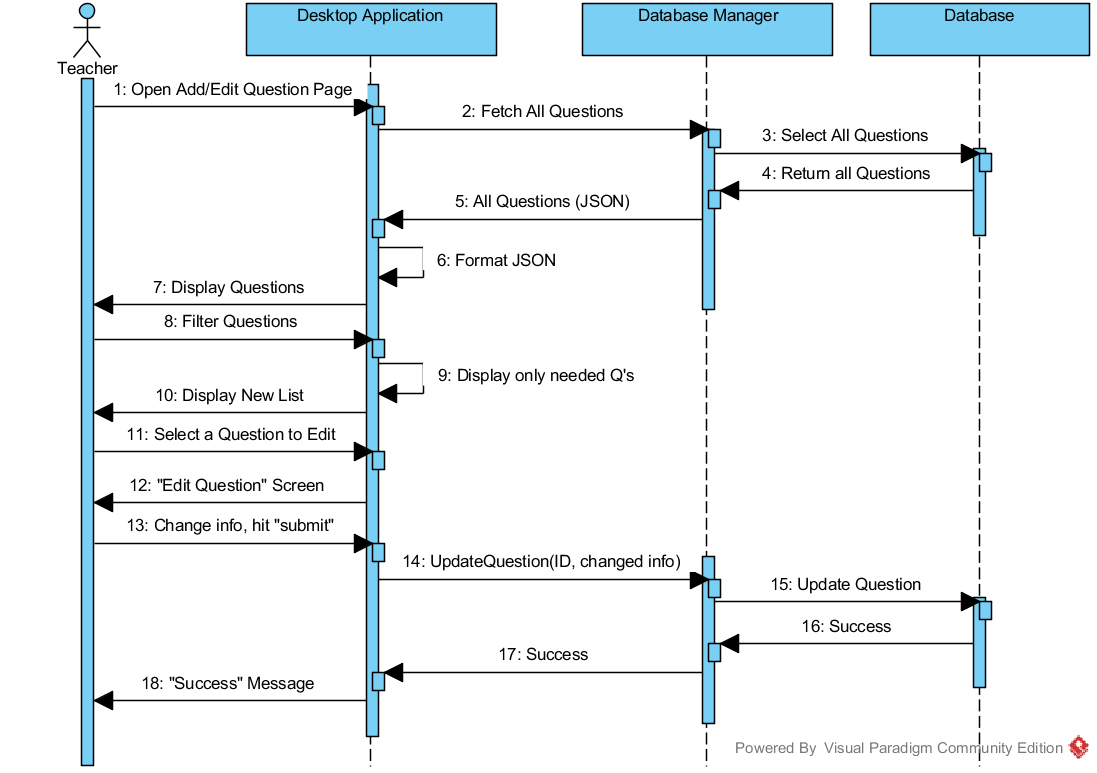 Desktop Application
Database Manager
Database
Teacher
1: Open Add/Edit Question Page
2: Fetch All Questions
3: Select All Questions
4: Return all Questions
5: All Questions (JSON)
6: Format JSON
7: Display Questions
8: Filter Questions
9: Display only needed Q's
10: Display New List
11: Select a Question to Edit
12: "Edit Question" Screen
13: Change info, hit "submit"
14: UpdateQuestion(ID, changed info)
15: Update Question
16: Success
17: Success
18: "Success" Message
Powered By Visual Paradigm Community Edition